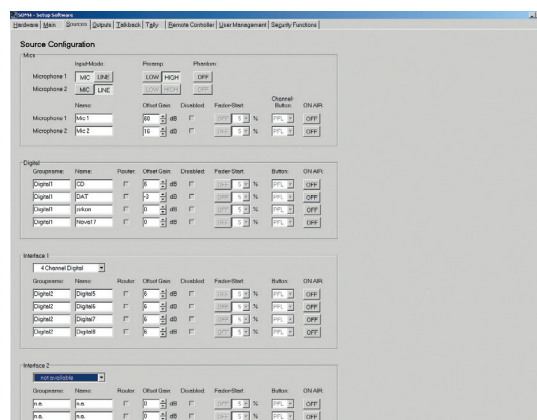 SOM4 - Setup Software
Hardware Main Sources Outputs Talkback Tally Remote Controller User Management Security Functions
Source Configuration
Mics
Input-Mode: Preamp: Phantom:
Microphone 1 MIC LINE LOW HIGH OFF
Microphone 2 MIC LINE LOW HIGH OFF
Name: Offset Gain: Disabled: Fader-Start: Channel-Button: ON AIR:
Microphone 1 Mic 1 60 dB OFF 5 % PFL OFF
Microphone 2 Mic 2 16 dB OFF 5 % PFL OFF
Digital
Groupname: Name: Router: Offset Gain: Disabled: Fader-Start: Button: ON AIR:
Digital1 CD 6 dB OFF 5 % PFL OFF
Digital1 DAT -3 dB OFF 5 % PFL OFF
Digital1 0 dB OFF 5 % PFL OFF
Digital1 Nova17 0 dB OFF 5 % PFL OFF
Interface 1
4 Channel Digital
Groupname: Name: Router: Offset Gain: Disabled: Fader-Start: Button: ON AIR:
Digital2 Digital5 6 dB OFF 5 % PFL OFF
Digital2 Digital6 6 dB OFF 5 % PFL OFF
Digital2 Digital7 6 dB OFF 5 % PFL OFF
Digital2 Digital8 6 dB OFF 5 % PFL OFF
Interface 2
not available
Groupname: Name: Router: Offset Gain: Disabled: Fader-Start: Button: ON AIR:
n.a. n.a. 0 dB OFF 5 % PFL OFF
n.a. n.a. 0 dB OFF 5 % PFL OFF